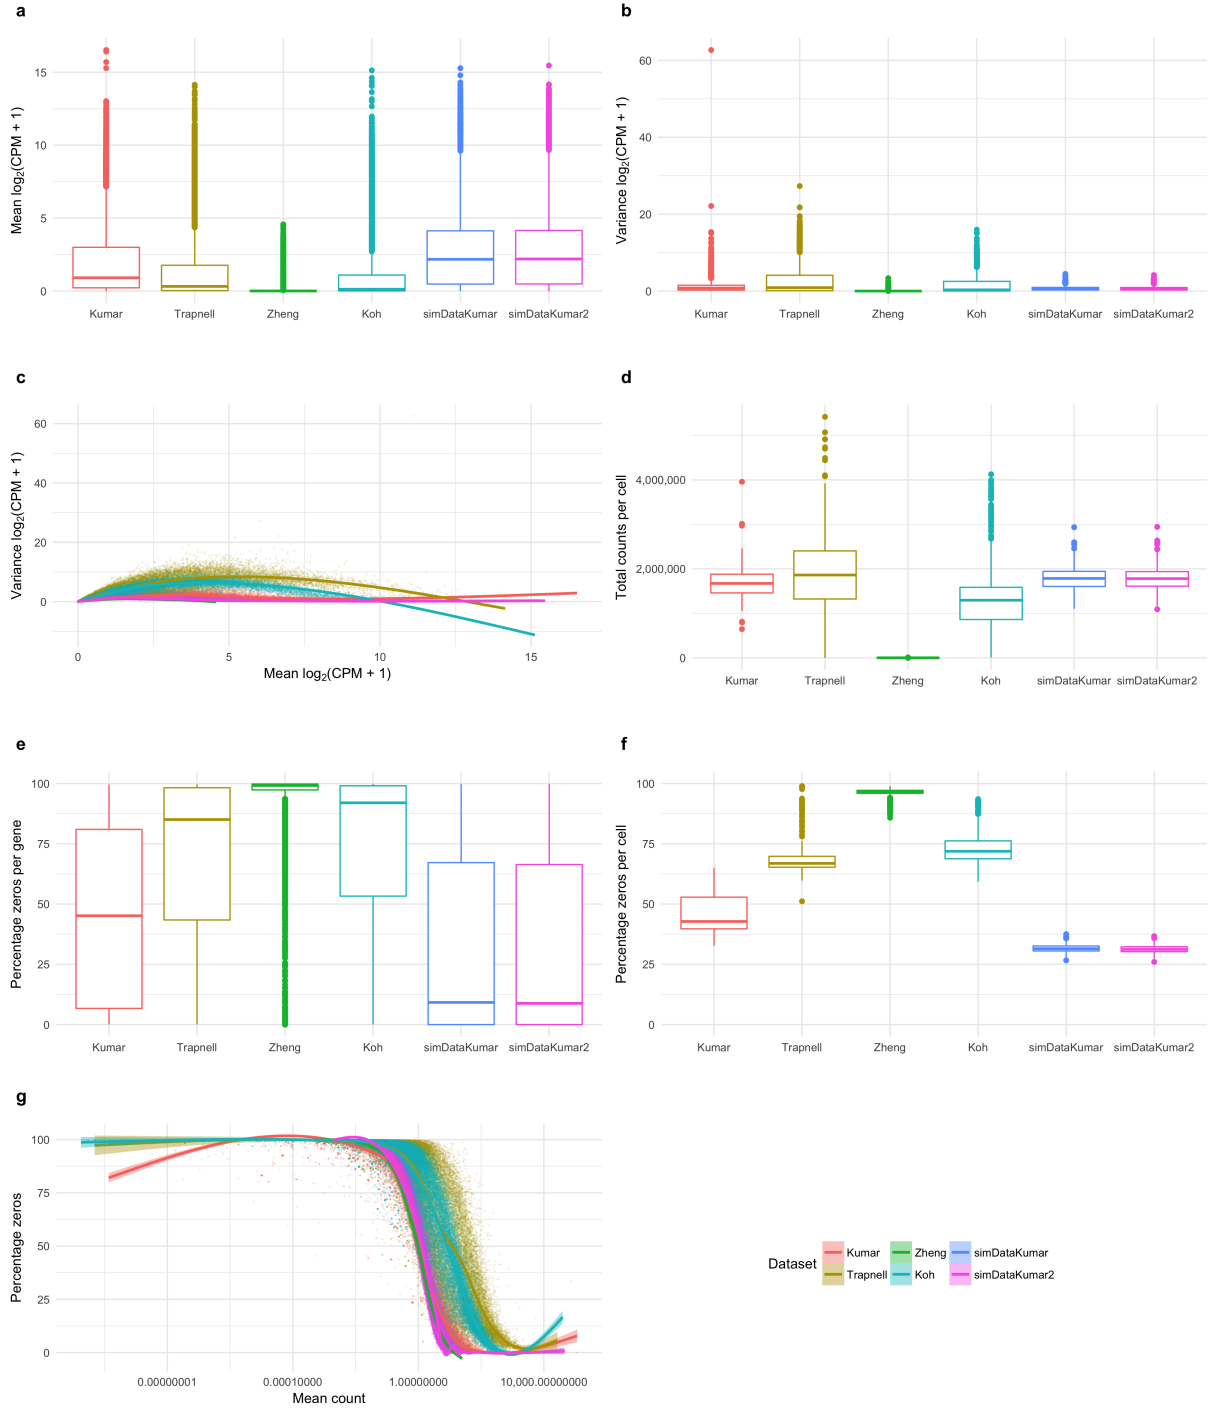 a
Mean log2(CPM + 1)
15
10
5
0
Kumar Trapnell Zheng Koh simDataKumar simDataKumar2
b
Variance log2(CPM + 1)
60
40
20
0
Kumar Trapnell Zheng Koh simDataKumar simDataKumar2
c
Variance log2(CPM + 1)
60
40
20
0
0 5 10 15
Mean log2(CPM + 1)
d
Total counts per cell
4,000,000
2,000,000
0
Kumar Trapnell Zheng Koh simDataKumar simDataKumar2
e
Percentage zeros per gene
100
75
50
25
0
Kumar Trapnell Zheng Koh simDataKumar simDataKumar2
f
Percentage zeros per cell
100
75
50
25
0
Kumar Trapnell Zheng Koh simDataKumar simDataKumar2
g
Percentage zeros
100
75
50
25
0
0.00000001 0.00010000 1.00000000 10,000.00000000
Mean count
Dataset
Kumar Zheng simDataKumar
Trapnell Koh simDataKumar2